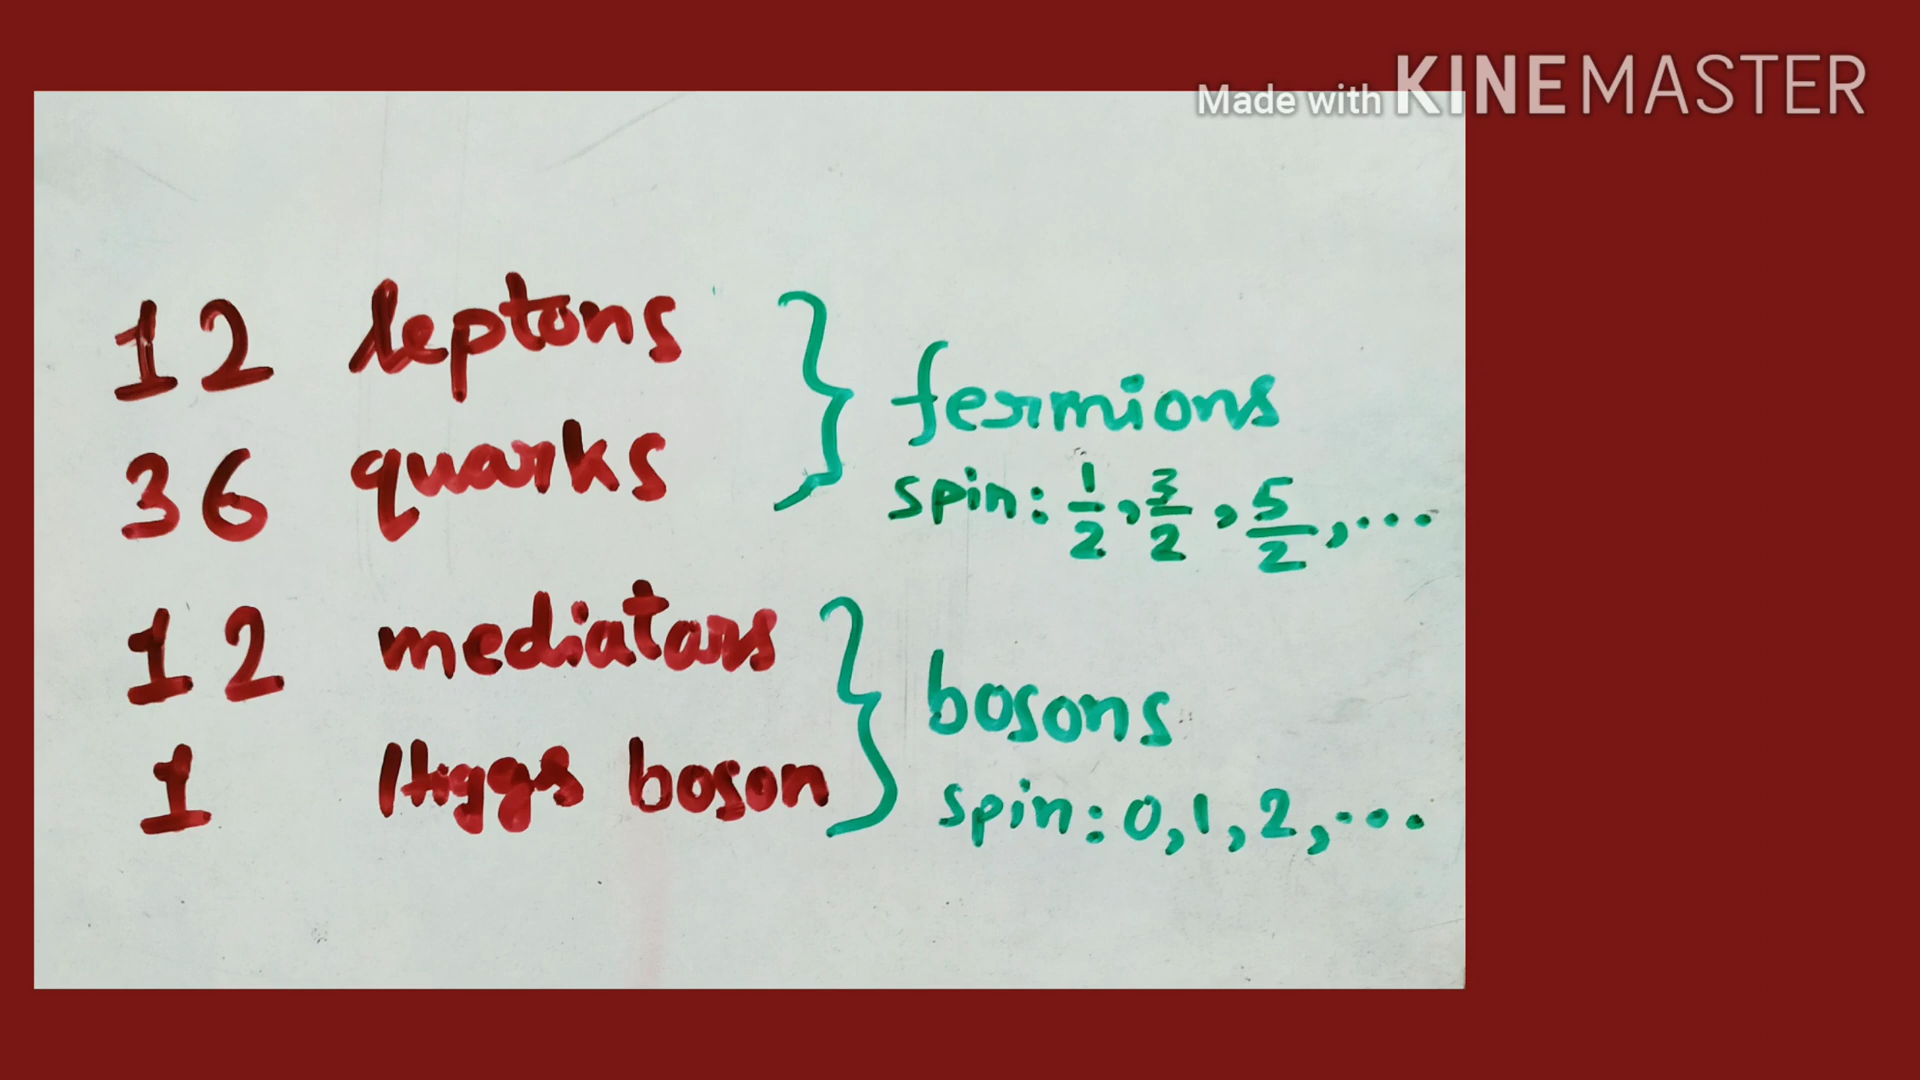 Made with KINEMASTER
12 leptons
36 quarks
fermions
spin: 1/2, 3/2, 5/2, ...
12 mediators
1 Higgs boson
bosons
spin: 0, 1, 2, ...